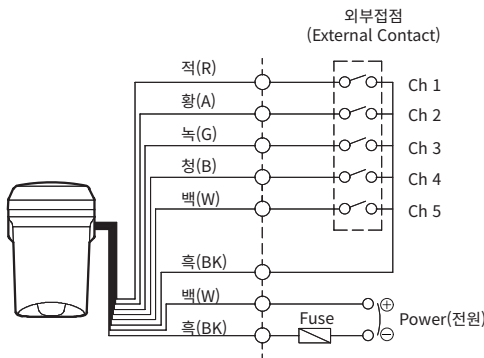 외부접점
(External Contact)
적(R)
Ch 1
황(A)
Ch 2
녹(G)
Ch 3
청(B)
Ch 4
백(W)
Ch 5
흑(BK)
백(W)
⊕
Fuse
Power(전원)
흑(BK)
⊖